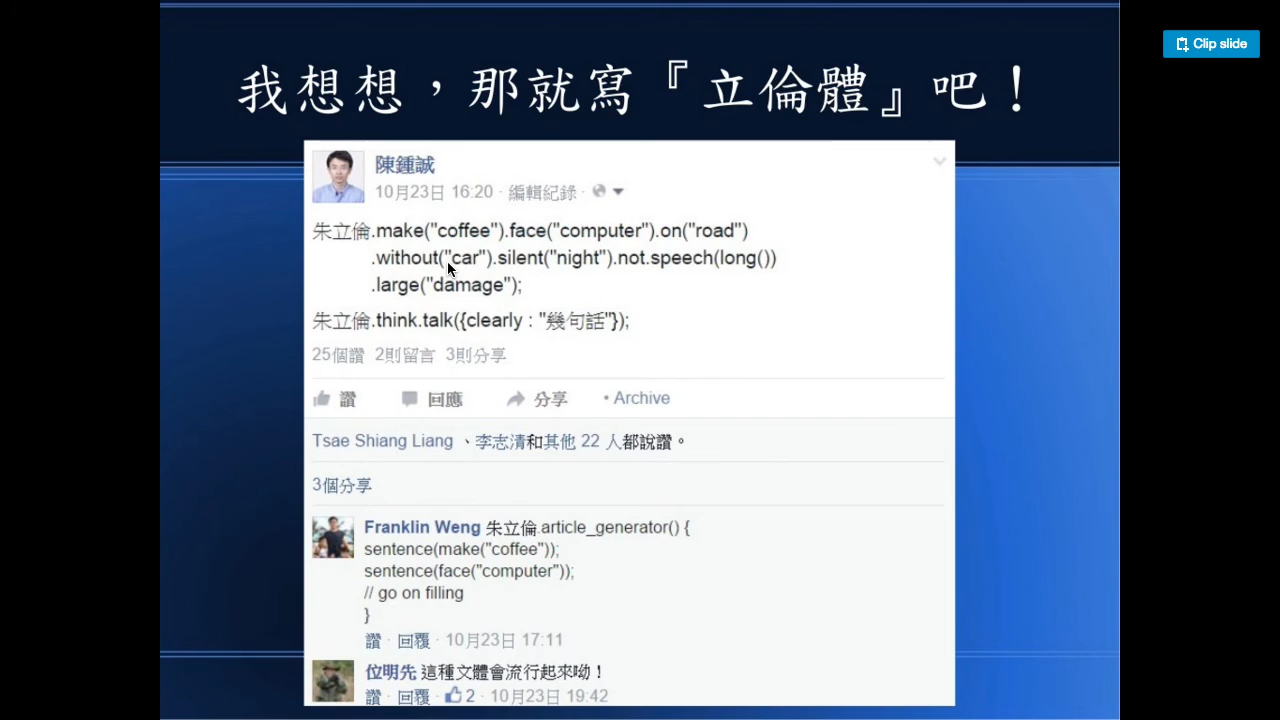 Clip slide
我想想，那就寫『立倫體』吧！
陳鍾誠
10月23日 16:20 · 編輯紀錄 ·
朱立倫.make("coffee").face("computer").on("road")
.without("car").silent("night").not.speech(long())
.large("damage");
朱立倫.think.talk({clearly : "幾句話"});
25個讚 2則留言 3則分享
讚 回應 分享 • Archive
Tsae Shiang Liang 、李志清和其他 22 人都說讚。
3個分享
Franklin Weng 朱立倫.article_generator() {
sentence(make("coffee"));
sentence(face("computer"));
// go on filling
}
讚 · 回覆 · 10月23日 17:11
位明先 這種文體會流行起來呦！
讚 · 回覆 · 2 · 10月23日 19:42